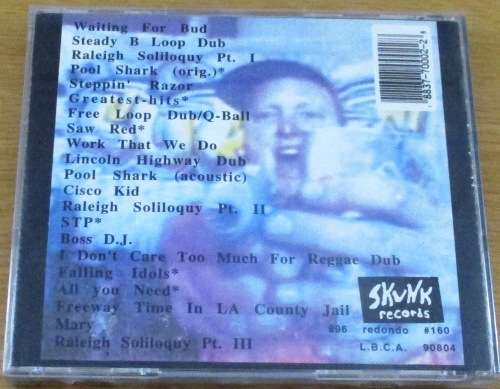 Waiting For Bud
Steady B Loop Dub
Raleigh Soliloquy Pt. I
Pool Shark (orig.)*
Steppin' Razor
Greatest-hits*
Free Loop Dub/Q-Ball
Saw Red*
Work That We Do
Lincoln Highway Dub
Pool Shark (acoustic)
Cisco Kid
Raleigh Soliloquy Pt. II
STP*
Boss D.J.
I Don't Care Too Much For Reggae Dub
Falling Idols*
All you Need*
Freeway Time In LA County Jail
Mary
Raleigh Soliloquy Pt. III
SKUNK
records
996 redondo #160
L.B.C.A. 90804